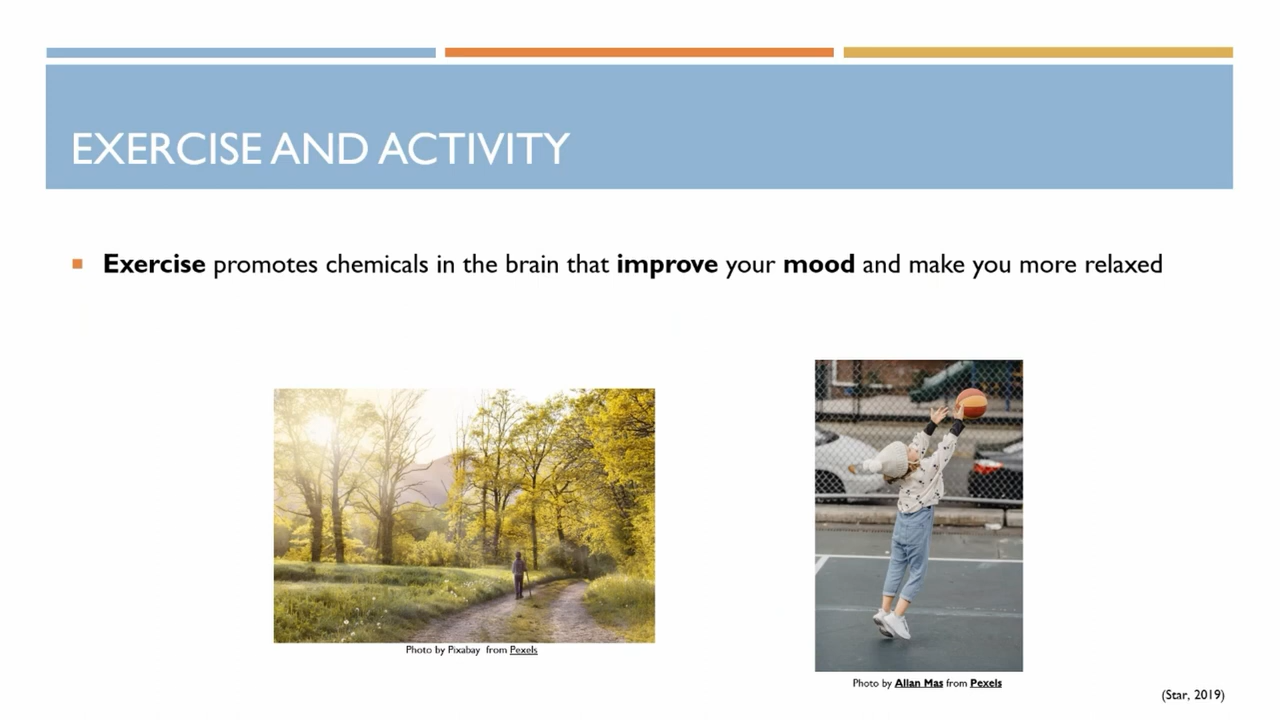 EXERCISE AND ACTIVITY
Exercise promotes chemicals in the brain that improve your mood and make you more relaxed
Photo by Pixabay from Pexels
Photo by Allan Mas from Pexels
(Star, 2019)